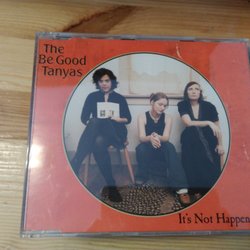 The
Be Good
Tanyas
It's Not Happen